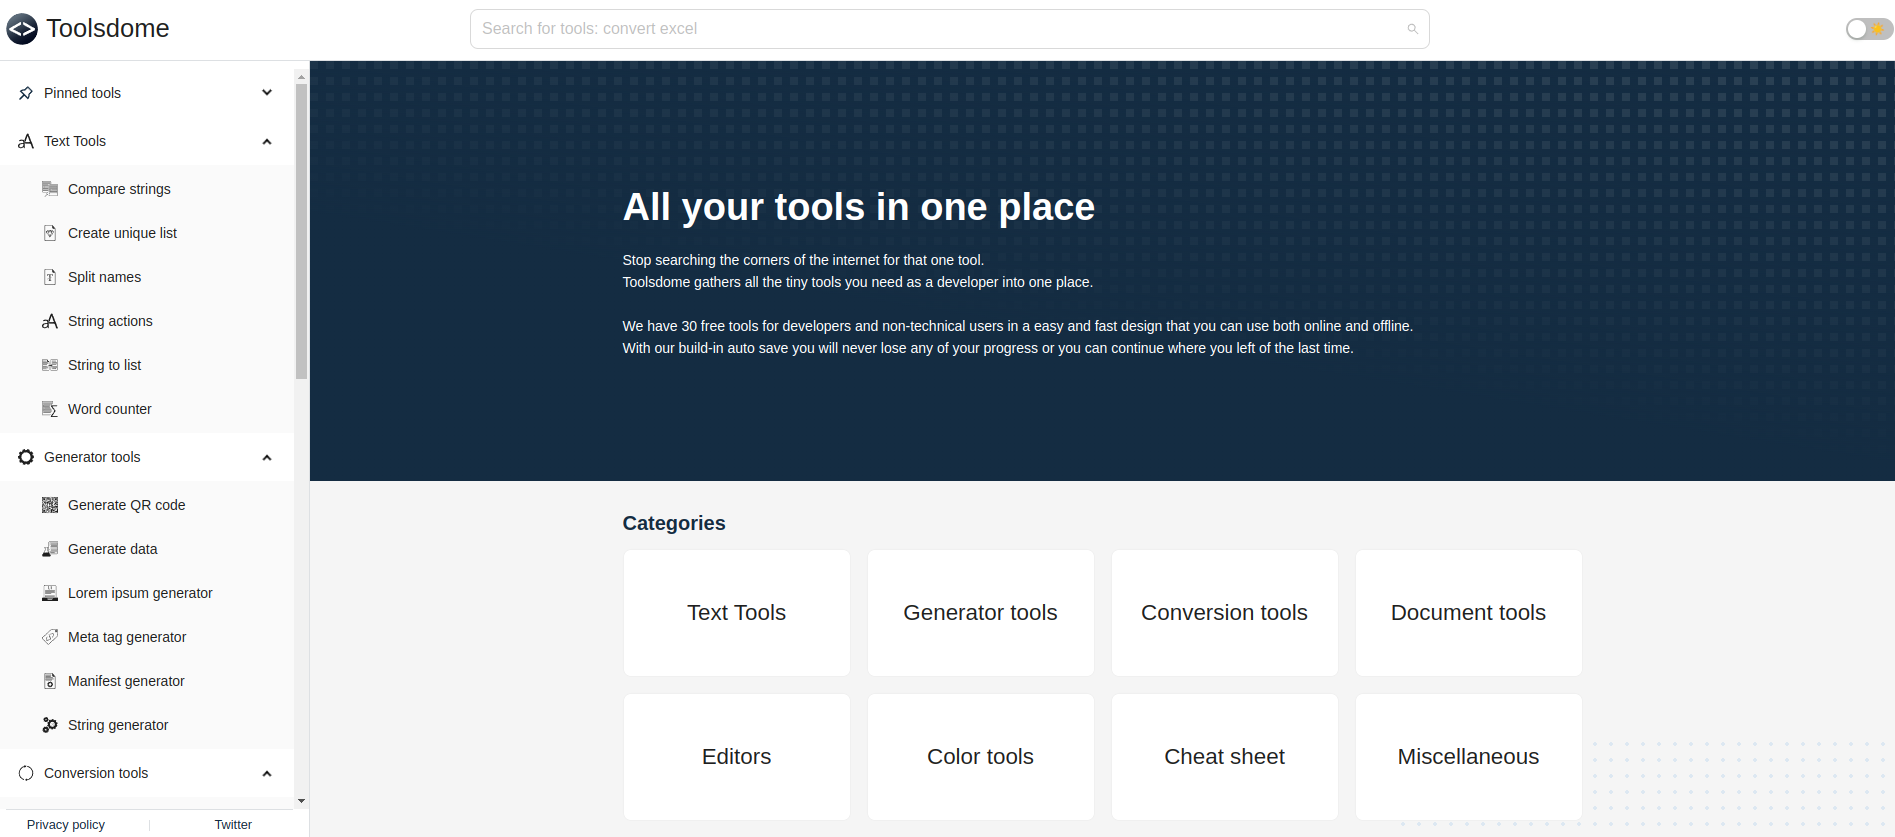 Toolsdome
Search for tools: convert excel
Pinned tools
Text Tools
Compare strings
Create unique list
Split names
String actions
String to list
Word counter
Generator tools
Generate QR code
Generate data
Lorem ipsum generator
Meta tag generator
Manifest generator
String generator
Conversion tools
Privacy policy
Twitter
All your tools in one place
Stop searching the corners of the internet for that one tool.
Toolsdome gathers all the tiny tools you need as a developer into one place.
We have 30 free tools for developers and non-technical users in a easy and fast design that you can use both online and offline.
With our build-in auto save you will never lose any of your progress or you can continue where you left of the last time.
Categories
Text Tools
Generator tools
Conversion tools
Document tools
Editors
Color tools
Cheat sheet
Miscellaneous